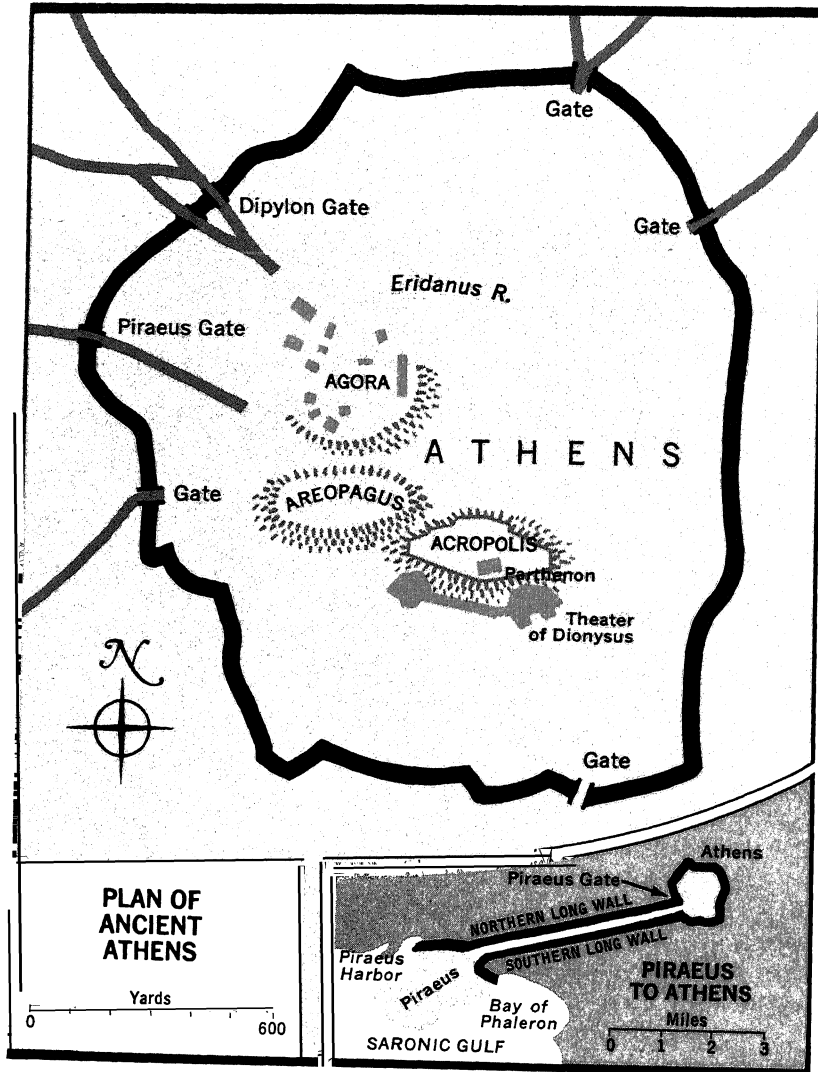 Gate
Dipylon Gate
Gate
Eridanus R.
Piraeus Gate
AGORA
ATHENS
Gate
AREOPAGUS
ACROPOLIS
Parthenon
Theater
of Dionysus
N
Gate
PLAN OF
ANCIENT
ATHENS
Yards
0 600
Athens
Piraeus Gate
NORTHERN LONG WALL
SOUTHERN LONG WALL
Piraeus
Harbor
Piraeus
PIRAEUS
TO ATHENS
Bay of
Phaleron
Miles
0 1 2 3
SARONIC GULF